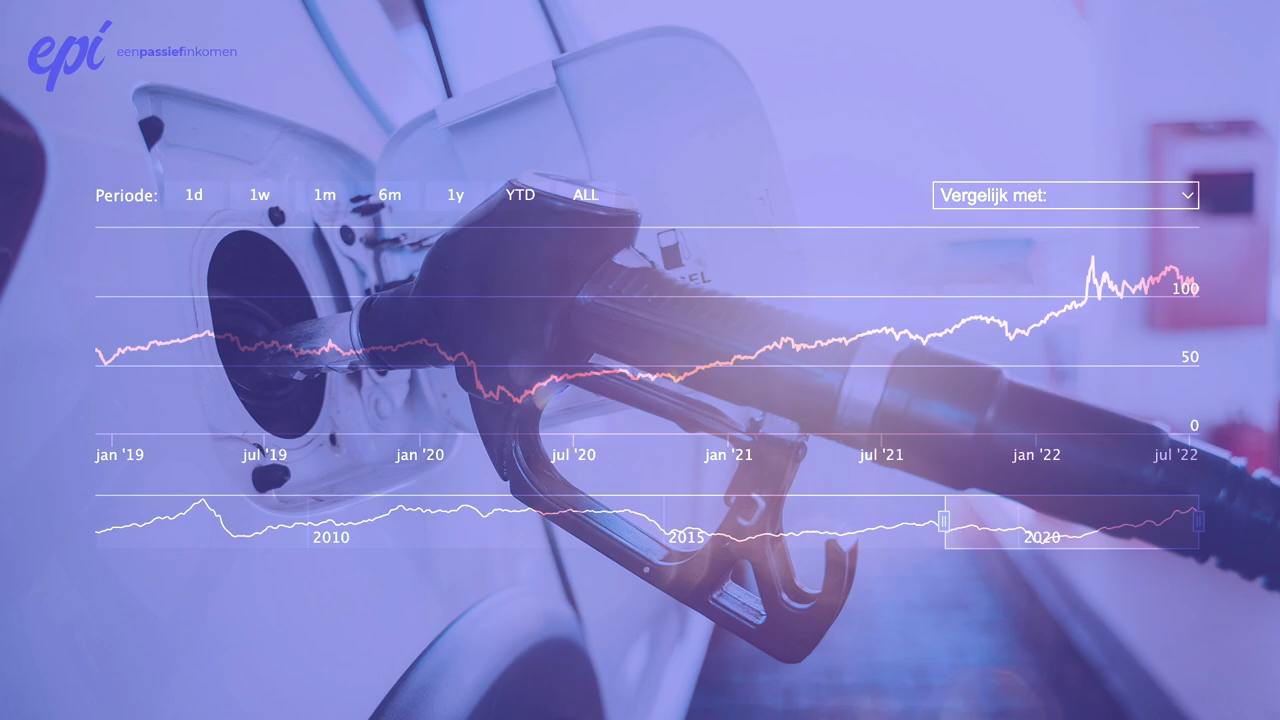 epi eenpassiefinkomen
Periode: 1d 1w 1m 6m 1y YTD ALL Vergelijk met:
100
50
0
jan '19 jul '19 jan '20 jul '20 jan '21 jul '21 jan '22 jul '22
2010 2015 2020